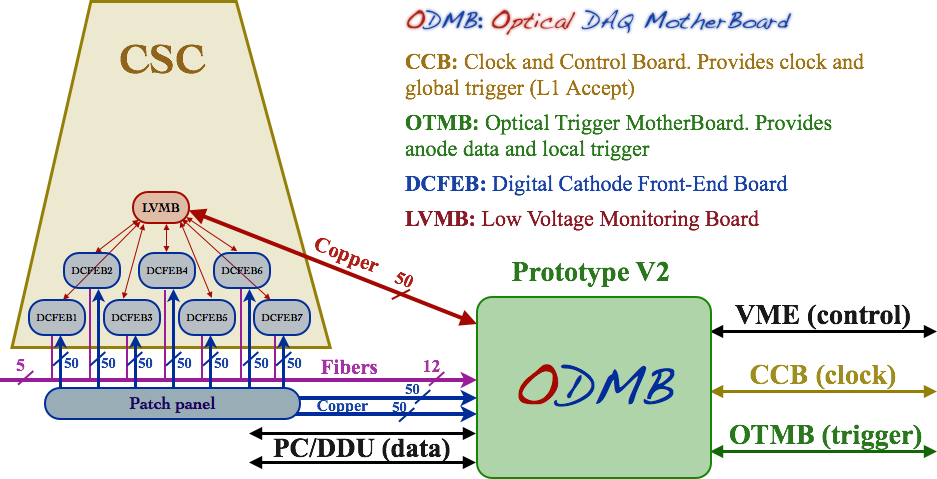 ODMB: Optical DAQ MotherBoard
CSC
CCB: Clock and Control Board. Provides clock and
global trigger (L1 Accept)
OTMB: Optical Trigger MotherBoard. Provides
anode data and local trigger
DCFEB: Digital Cathode Front-End Board
LVMB: Low Voltage Monitoring Board
LVMB
Copper
50
DCFEB2
DCFEB4
DCFEB6
DCFEB1
DCFEB3
DCFEB5
DCFEB7
Prototype V2
ODMB
VME (control)
CCB (clock)
OTMB (trigger)
50
50
50
50
50
50
50
5
Fibers
12
Patch panel
50
Copper
50
PC/DDU (data)